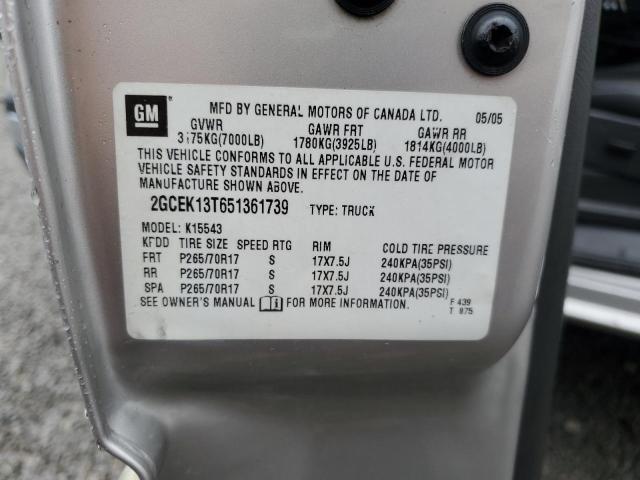 GM ® MFD BY GENERAL MOTORS OF CANADA LTD. 05/05
GVWR GAWR FRT GAWR RR
3175KG(7000LB) 1780KG(3925LB) 1814KG(4000LB)
THIS VEHICLE CONFORMS TO ALL APPLICABLE U.S. FEDERAL MOTOR
VEHICLE SAFETY STANDARDS IN EFFECT ON THE DATE OF
MANUFACTURE SHOWN ABOVE.
2GCEK13T651361739 TYPE: TRUCK
MODEL: K15543
KFDD TIRE SIZE SPEED RTG RIM COLD TIRE PRESSURE
FRT P265/70R17 S 17X7.5J 240KPA(35PSI)
RR P265/70R17 S 17X7.5J 240KPA(35PSI)
SPA P265/70R17 S 17X7.5J 240KPA(35PSI)
SEE OWNER'S MANUAL FOR MORE INFORMATION. F 439
T 875